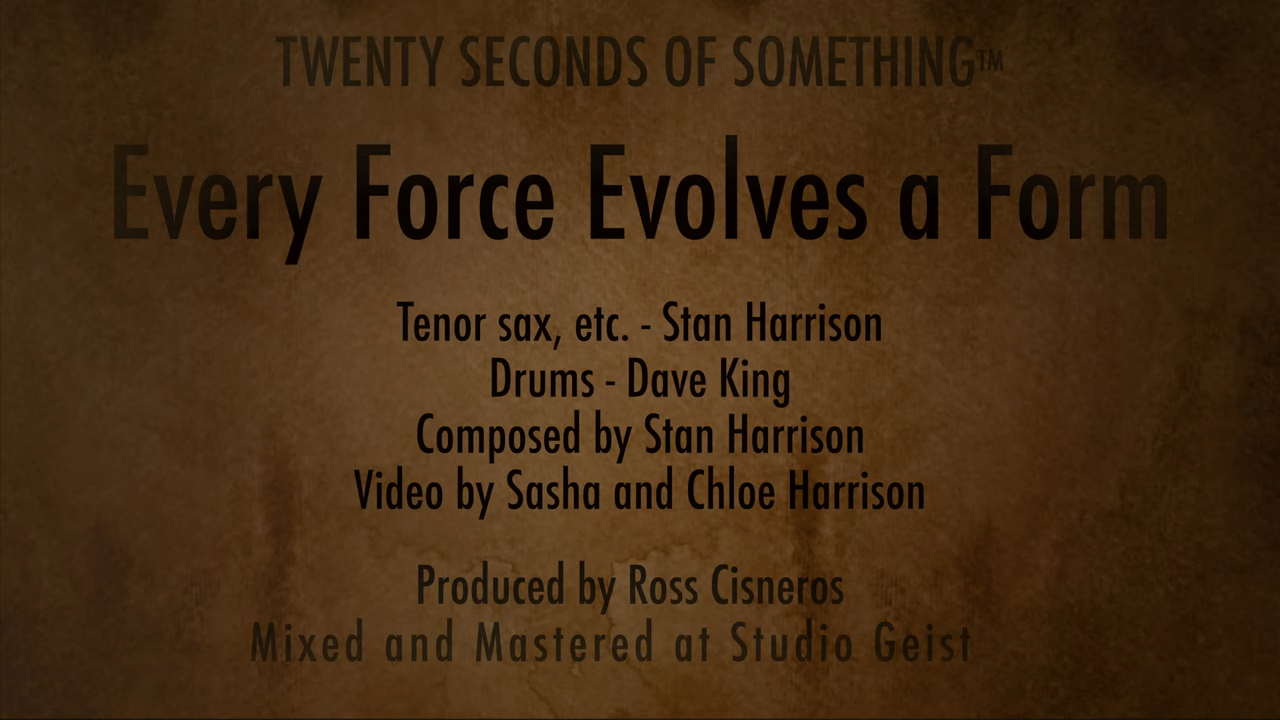 TWENTY SECONDS OF SOMETHING™
Every Force Evolves a Form
Tenor sax, etc. - Stan Harrison
Drums - Dave King
Composed by Stan Harrison
Video by Sasha and Chloe Harrison
Produced by Ross Cisneros
Mixed and Mastered at Studio Geist